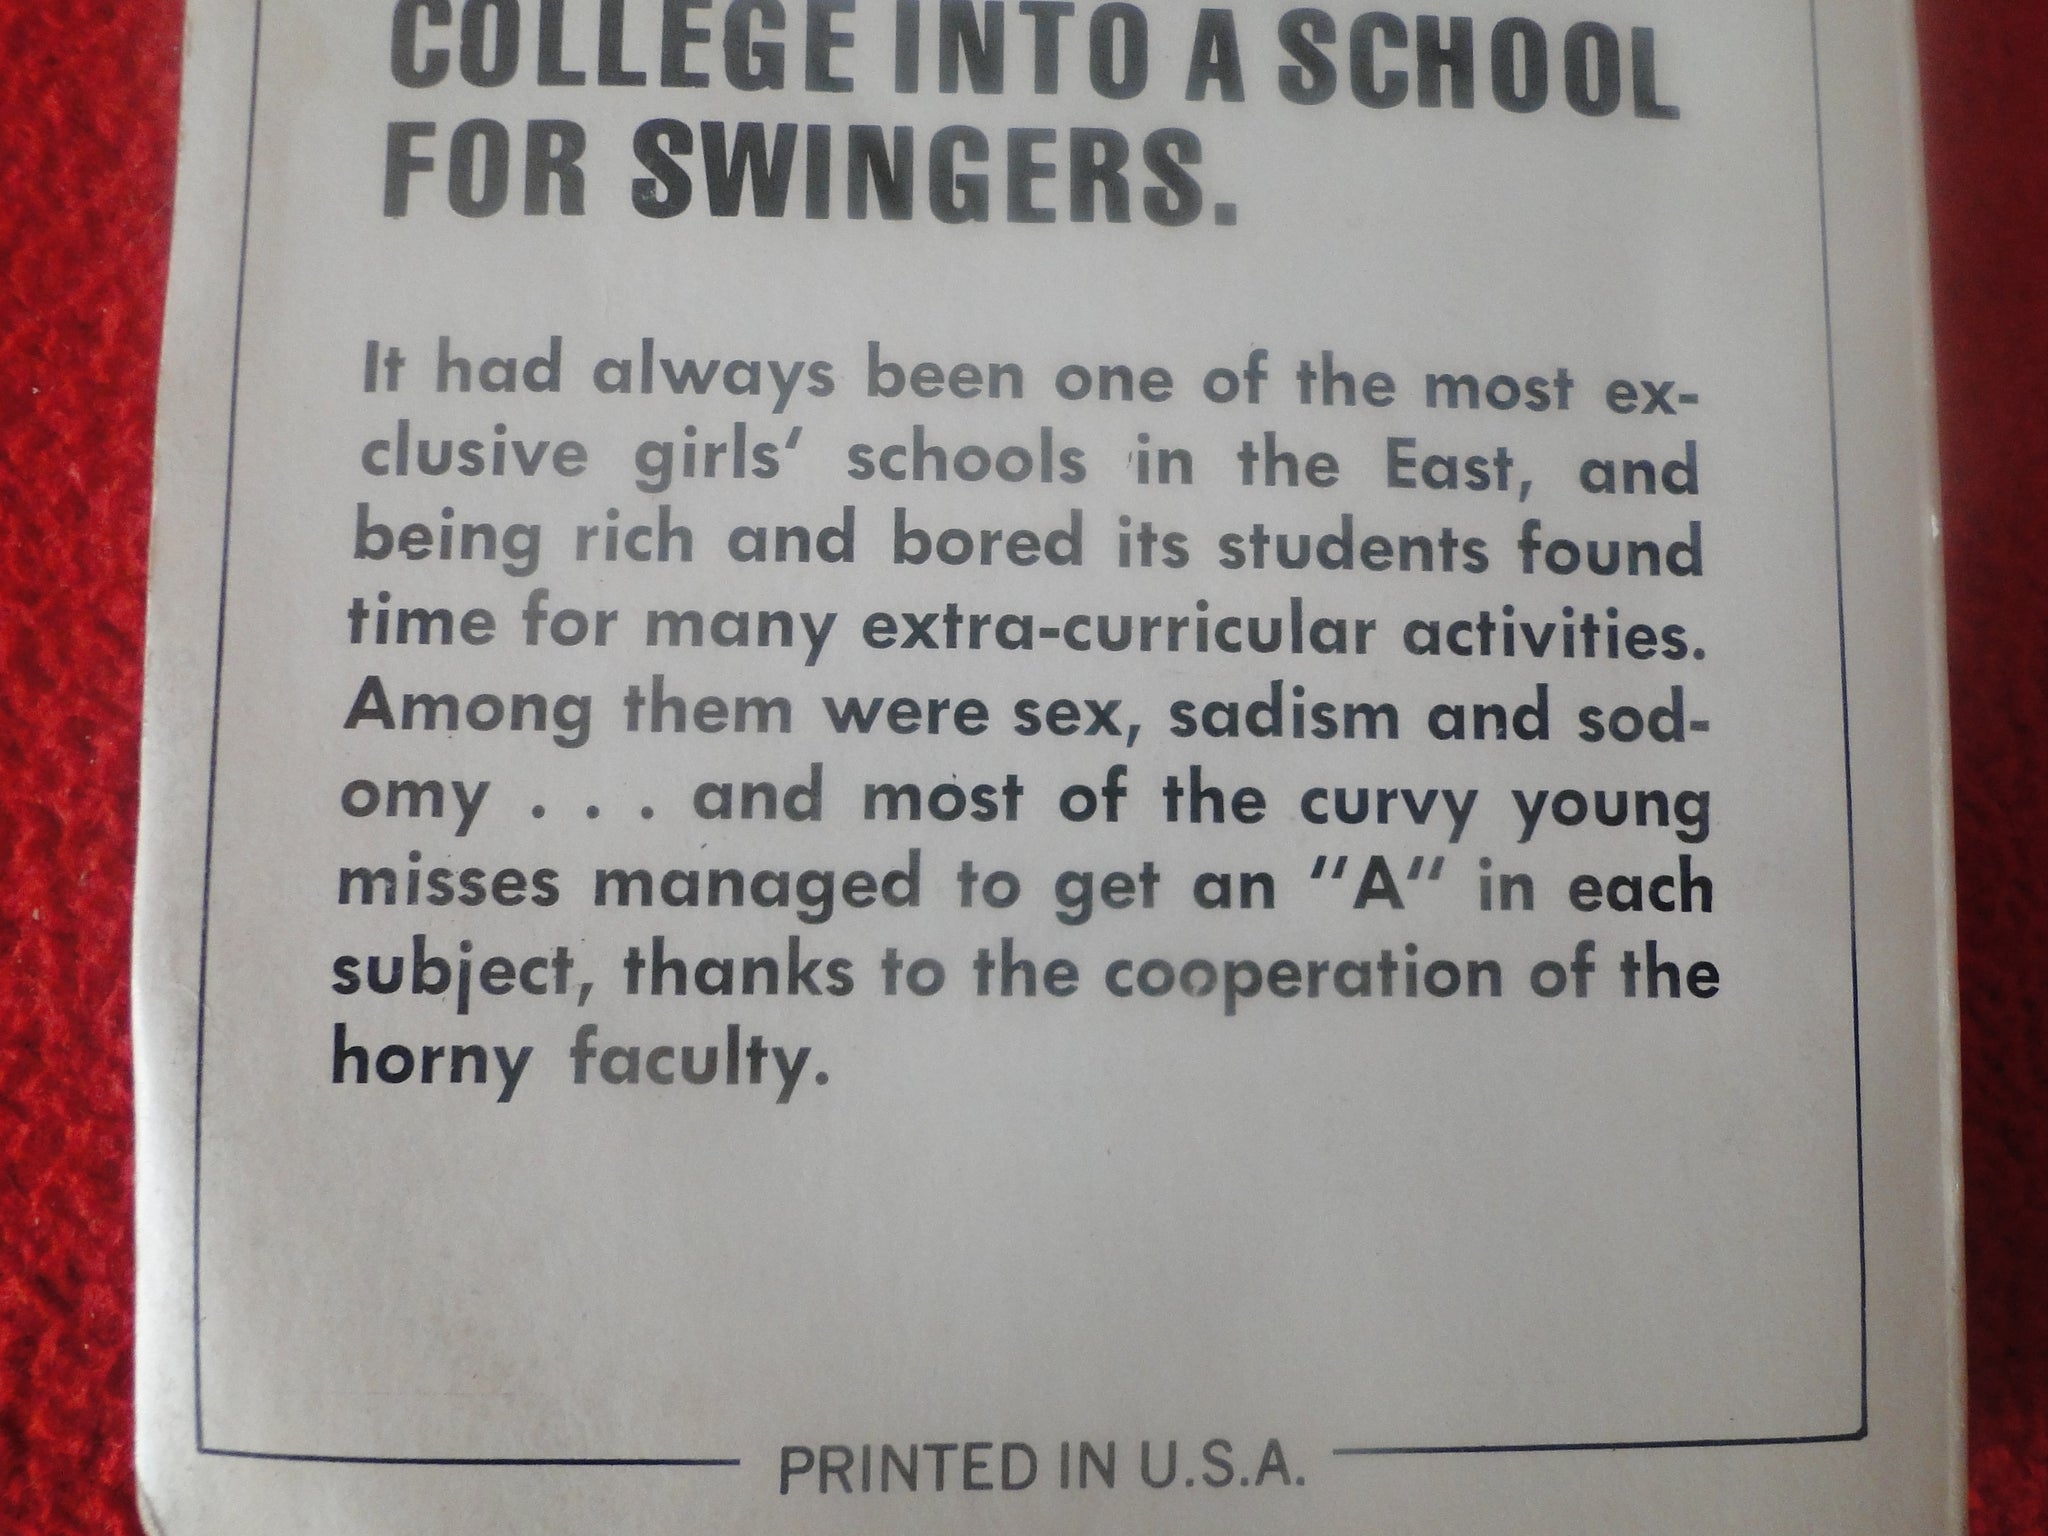 COLLEGE INTO A SCHOOL
FOR SWINGERS.
It had always been one of the most ex-
clusive girls' schools in the East, and
being rich and bored its students found
time for many extra-curricular activities.
Among them were sex, sadism and sod-
omy . . . and most of the curvy young
misses managed to get an "A" in each
subject, thanks to the cooperation of the
horny faculty.
PRINTED IN U.S.A.